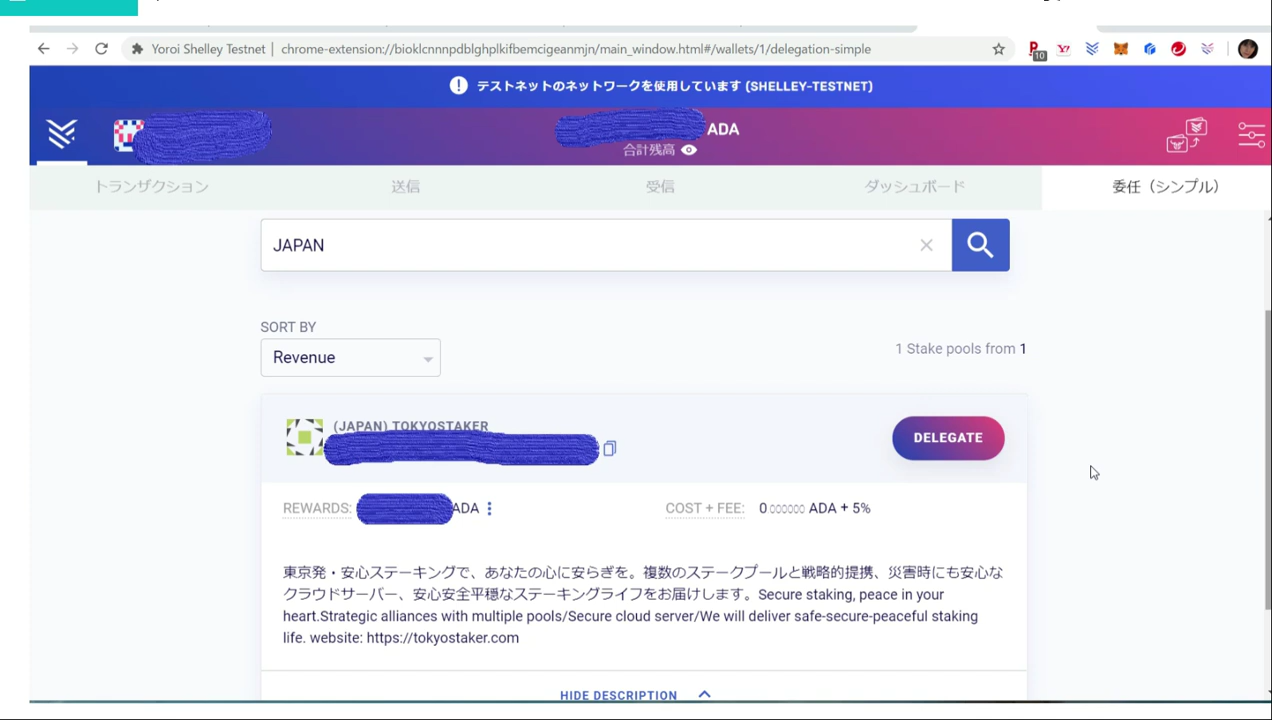 Yoroi Shelley Testnet | chrome-extension://bioklcnnnpdblghplkifbemcigeanmjn/main_window.html#/wallets/1/delegation-simple
10
テストネットのネットワークを使用しています (SHELLEY-TESTNET)
ADA
合計残高
トランザクション 送信 受信 ダッシュボード 委任（シンプル）
JAPAN
SORT BY
Revenue
1 Stake pools from 1
(JAPAN) TOKYOSTAKER
DELEGATE
REWARDS: ADA COST + FEE: 0.000000 ADA + 5%
東京発・安心ステーキングで、あなたの心に安らぎを。複数のステークプールと戦略的提携、災害時にも安心な
クラウドサーバー、安心安全平穏なステーキングライフをお届けします。Secure staking, peace in your
heart.Strategic alliances with multiple pools/Secure cloud server/We will deliver safe-secure-peaceful staking
life. website: https://tokyostaker.com
HIDE DESCRIPTION